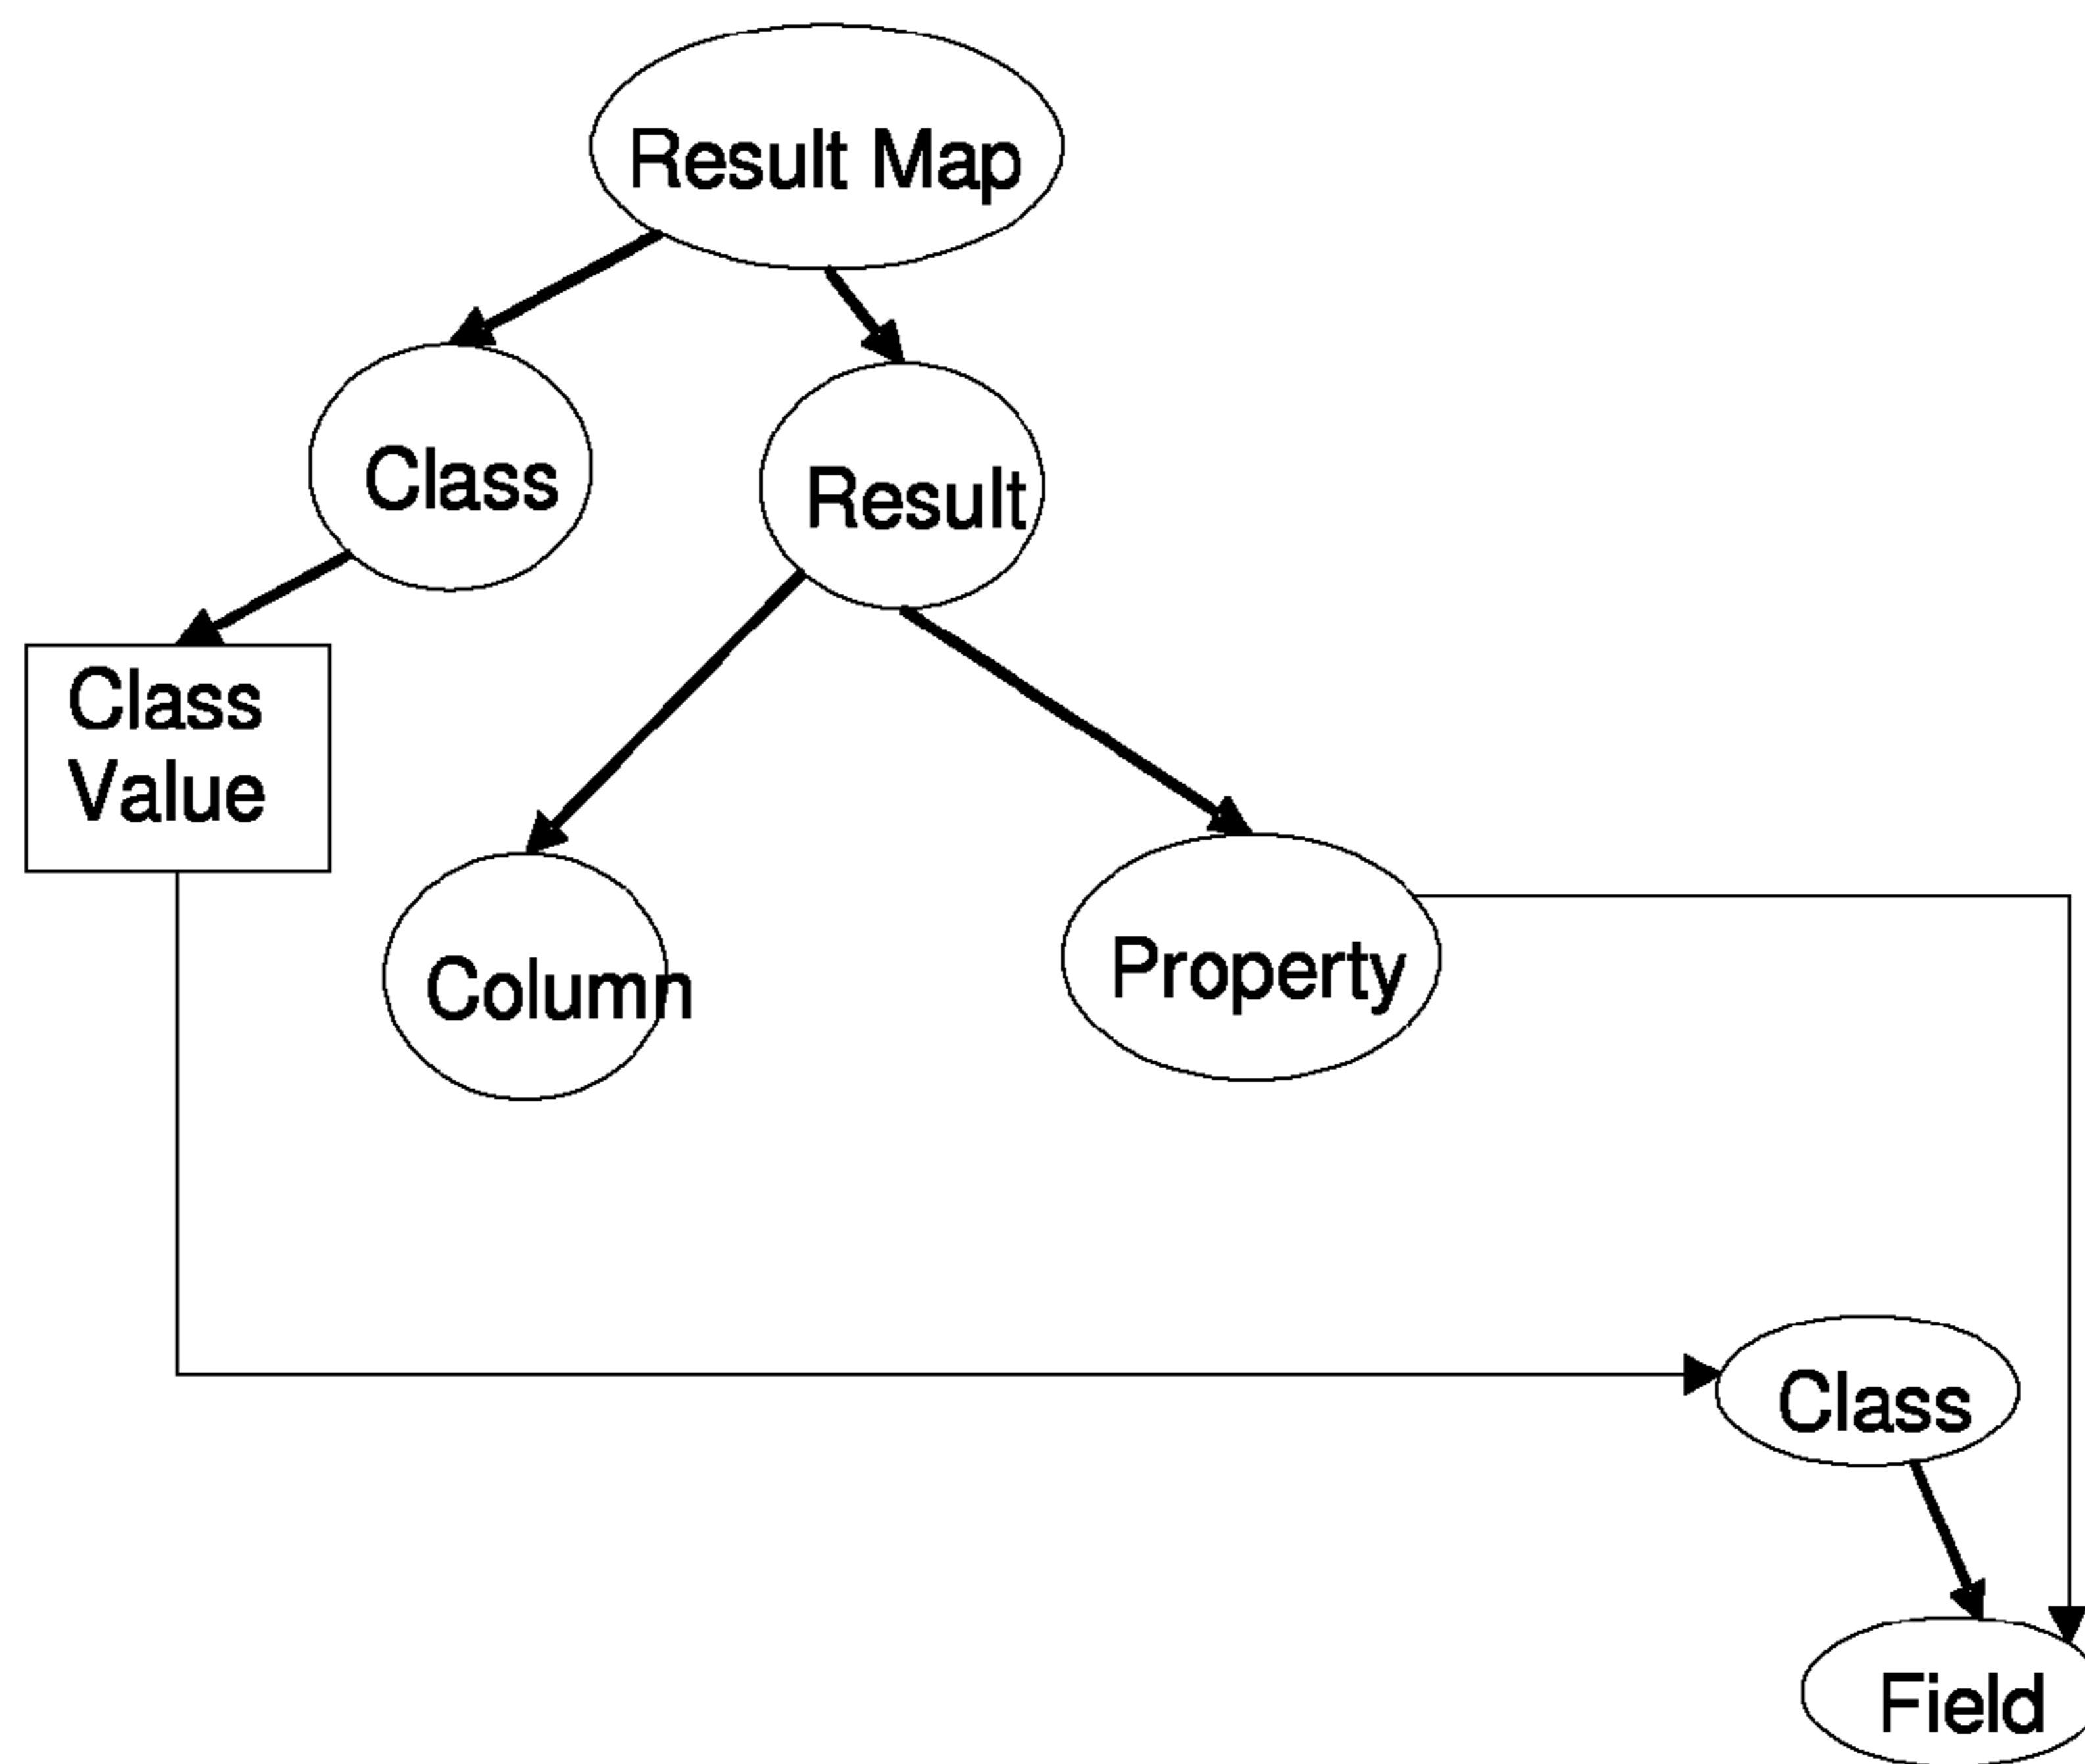 Result Map
Class
Result
Class
Value
Column
Property
Class
Field